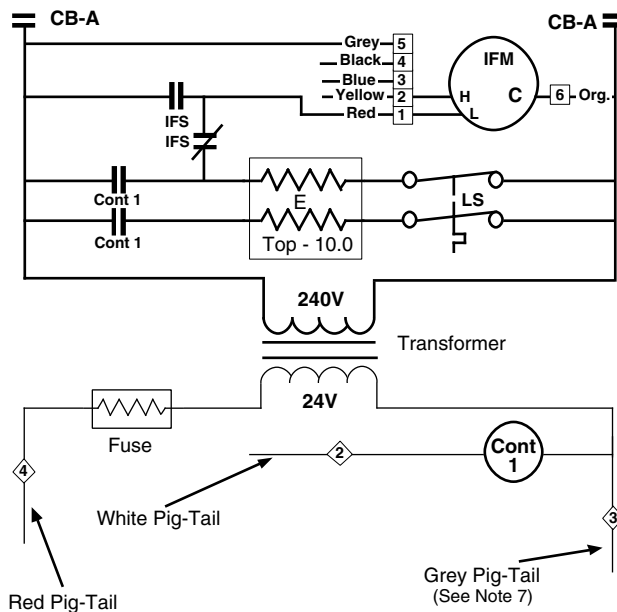 CB-A
CB-A
Grey 5
Black 4
Blue 3
Yellow 2
Red 1
IFM
H
C
L
6 Org.
IFS
IFS
Cont 1
Cont 1
E
Top - 10.0
LS
240V
Transformer
24V
Fuse
Cont
1
2
4
3
White Pig-Tail
Red Pig-Tail
Grey Pig-Tail
(See Note 7)